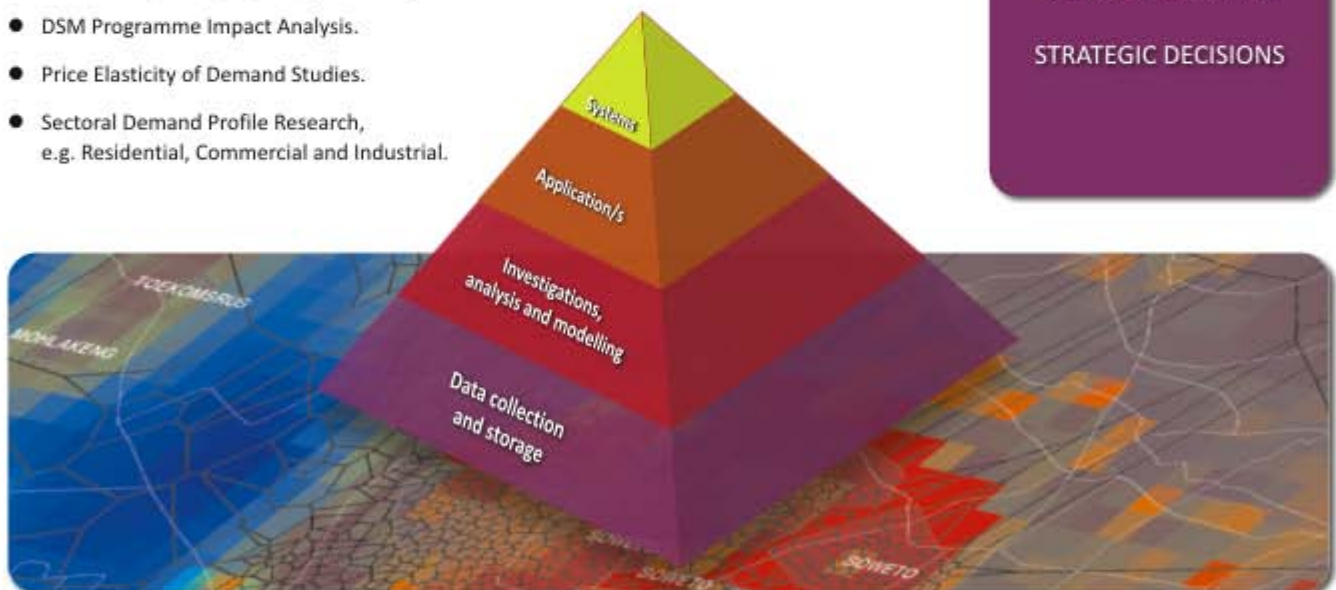 ● DSM Programme Impact Analysis.
● Price Elasticity of Demand Studies.
● Sectoral Demand Profile Research,
e.g. Residential, Commercial and Industrial.
STRATEGIC DECISIONS
Systems
Application/s
Investigations,
analysis and modelling
Data collection
and storage
TOEKOMSRUS
MOHLAKENG
SOWETO
SOWETO
SOWETO